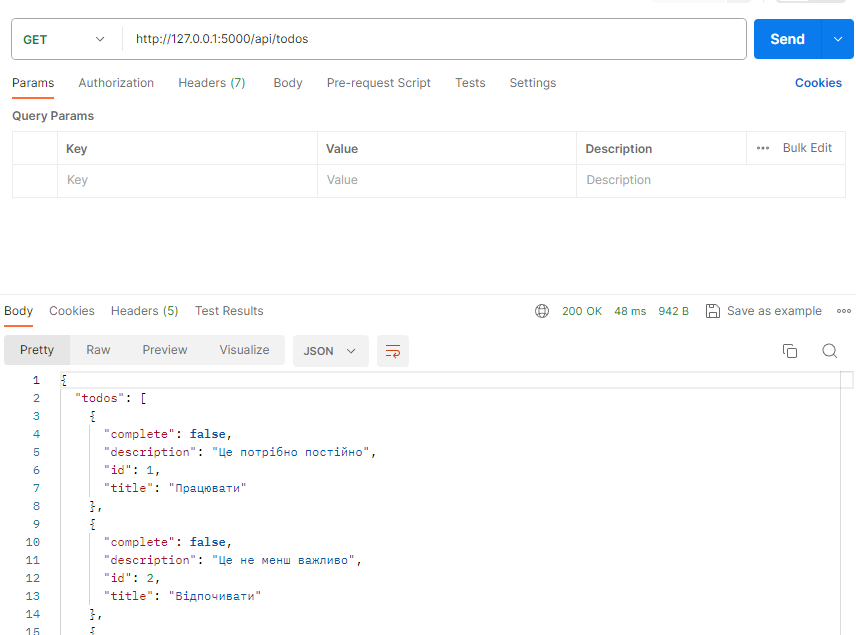 GET http://127.0.0.1:5000/api/todos Send
Params Authorization Headers (7) Body Pre-request Script Tests Settings Cookies
Query Params
Key Value Description Bulk Edit
Key Value Description
Body Cookies Headers (5) Test Results 200 OK 48 ms 942 B Save as example
Pretty Raw Preview Visualize JSON
1 {
2 "todos": [
3 {
4 "complete": false,
5 "description": "Це потрібно постійно",
6 "id": 1,
7 "title": "Працювати"
8 },
9 {
10 "complete": false,
11 "description": "Це не менш важливо",
12 "id": 2,
13 "title": "Відпочивати"
14 },
15 {